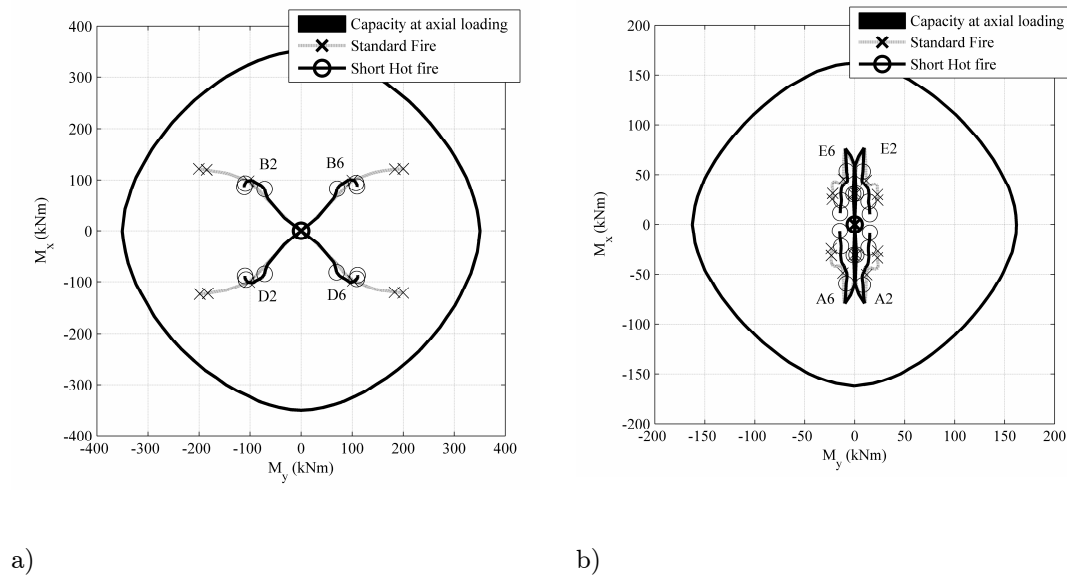 Capacity at axial loading
Standard Fire
Short Hot fire
400
300
200
100
0
-100
-200
-300
-400
M_x (kNm)
B2
B6
D2
D6
-400 -300 -200 -100 0 100 200 300 400
M_y (kNm)
a)
Capacity at axial loading
Standard Fire
Short Hot fire
200
150
100
50
0
-50
-100
-150
-200
M_x (kNm)
E6
E2
A6
A2
-200 -150 -100 -50 0 50 100 150 200
M_y (kNm)
b)